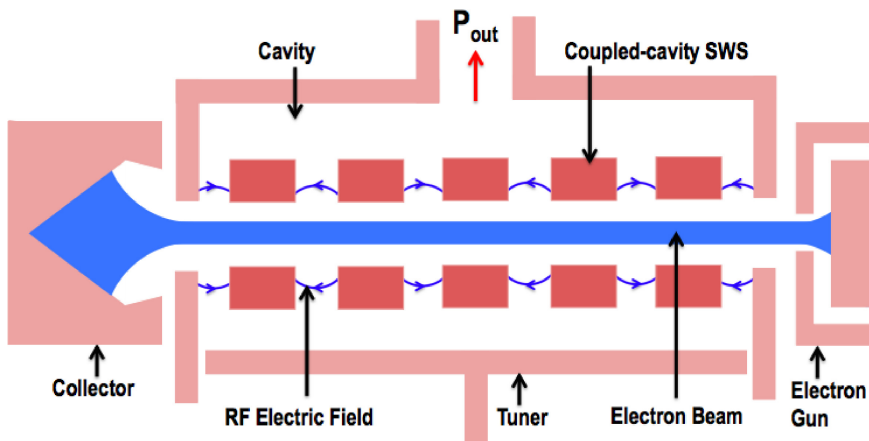 P_out
Cavity
Coupled-cavity SWS
Collector
RF Electric Field
Tuner
Electron Beam
Electron
Gun